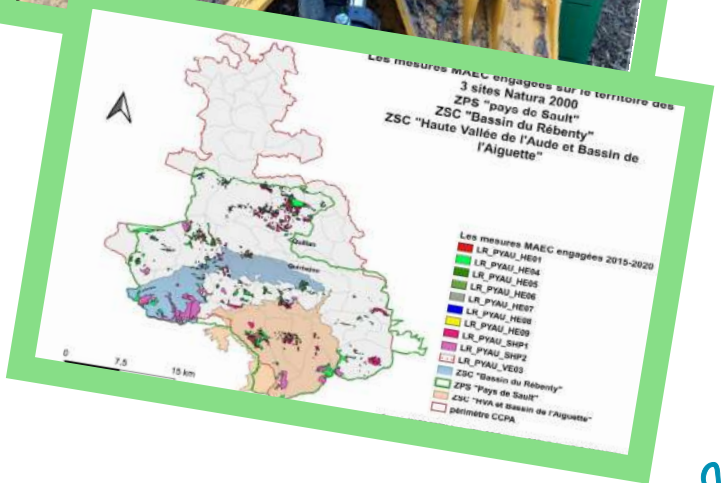 Les mesures MAEC engagées sur le territoire des
3 sites Natura 2000
ZPS "pays de Sault"
ZSC "Bassin du Rébenty"
ZSC "Haute Vallée de l'Aude et Bassin de
l'Aiguette"
Quillan
Les mesures MAEC engagées 2015-2020
LR_PYAU_HE01
LR_PYAU_HE04
LR_PYAU_HE05
LR_PYAU_HE06
LR_PYAU_HE07
LR_PYAU_HE08
LR_PYAU_HE09
LR_PYAU_SHP1
LR_PYAU_SHP2
LR_PYAU_VE03
ZSC "Bassin du Rébenty"
ZPS "Pays de Sault"
ZSC "HVA et Bassin de l'Aiguette"
périmètre CCPA
0 7.5 15 km